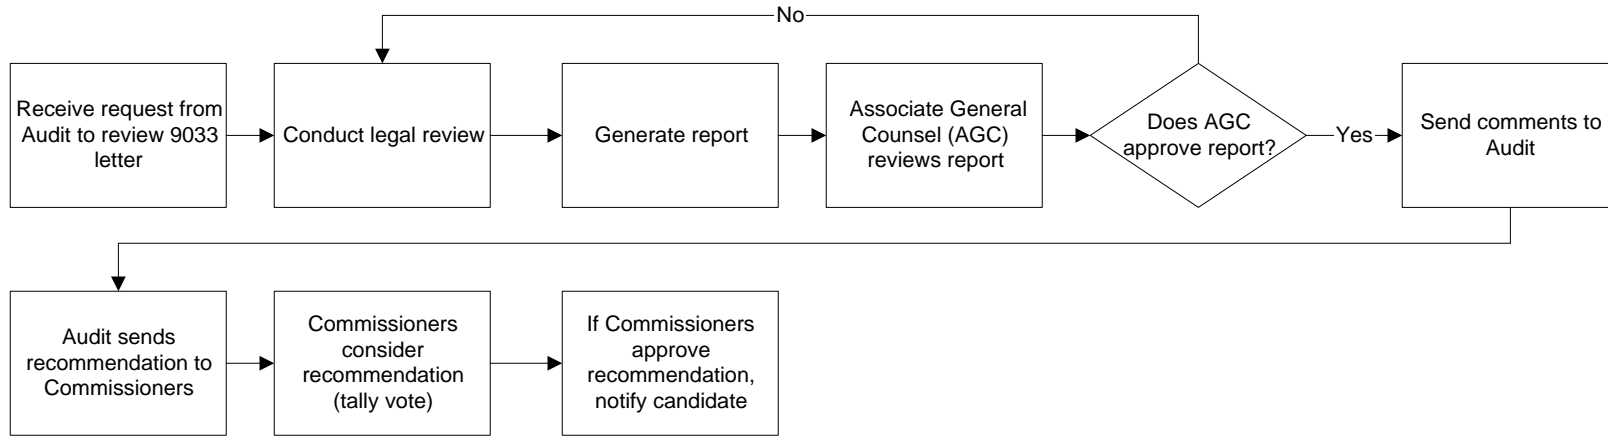 No
Receive request from
Audit to review 9033
letter
Conduct legal review
Generate report
Associate General
Counsel (AGC)
reviews report
Does AGC
approve report?
Yes
Send comments to
Audit
Audit sends
recommendation to
Commissioners
Commissioners
consider
recommendation
(tally vote)
If Commissioners
approve
recommendation,
notify candidate